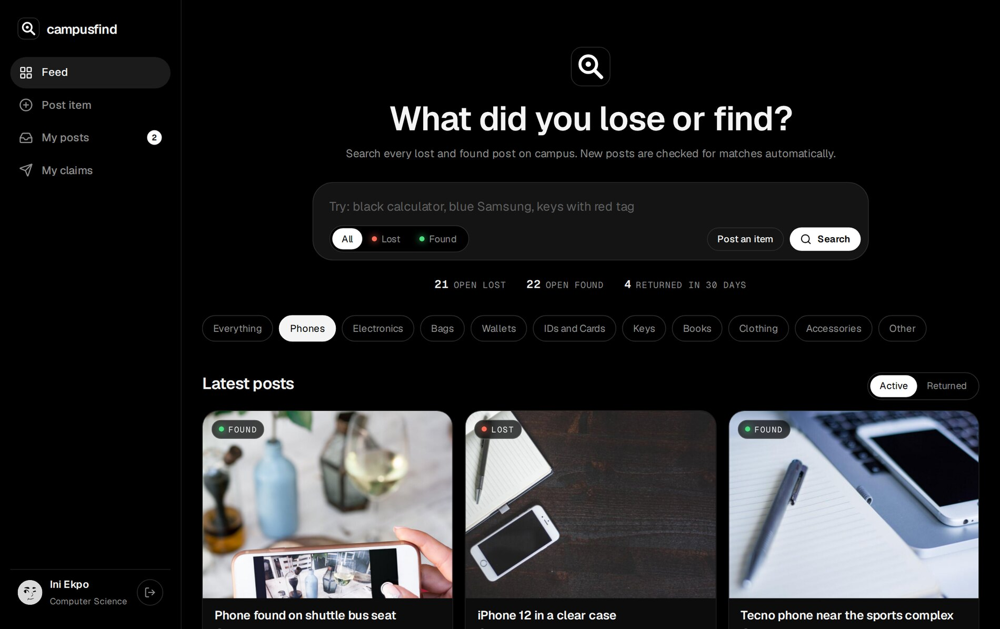 campusfind
Feed
Post item
My posts 2
My claims
Ini Ekpo
Computer Science
What did you lose or find?
Search every lost and found post on campus. New posts are checked for matches automatically.
Try: black calculator, blue Samsung, keys with red tag
All Lost Found Post an item Search
21 OPEN LOST 22 OPEN FOUND 4 RETURNED IN 30 DAYS
Everything Phones Electronics Bags Wallets IDs and Cards Keys Books Clothing Accessories Other
Latest posts Active Returned
FOUND LOST FOUND
Phone found on shuttle bus seat iPhone 12 in a clear case Tecno phone near the sports complex